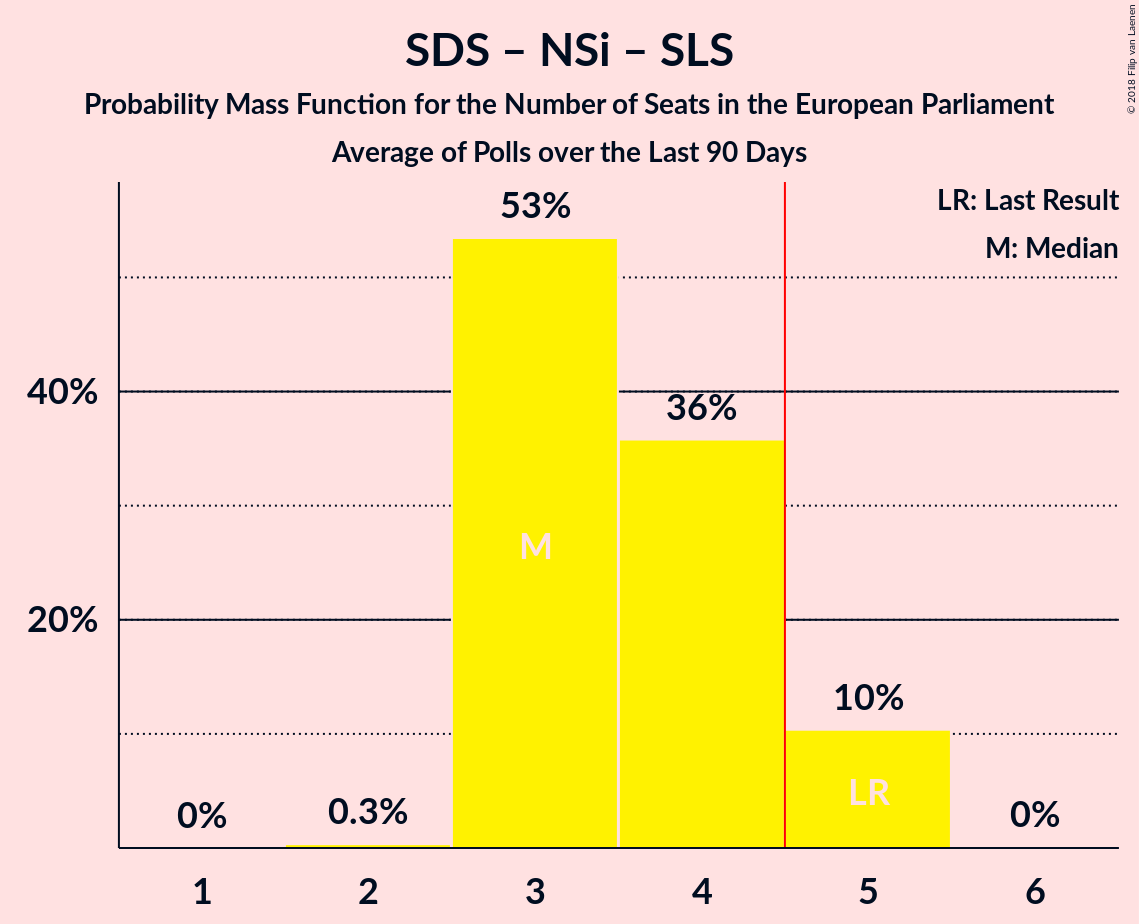 SDS – NSi – SLS
Probability Mass Function for the Number of Seats in the European Parliament
Average of Polls over the Last 90 Days
© 2018 Filip van Laenen
LR: Last Result
M: Median
53%
40%
36%
M
20%
10%
LR
0%
0.3%
0%
1 2 3 4 5 6